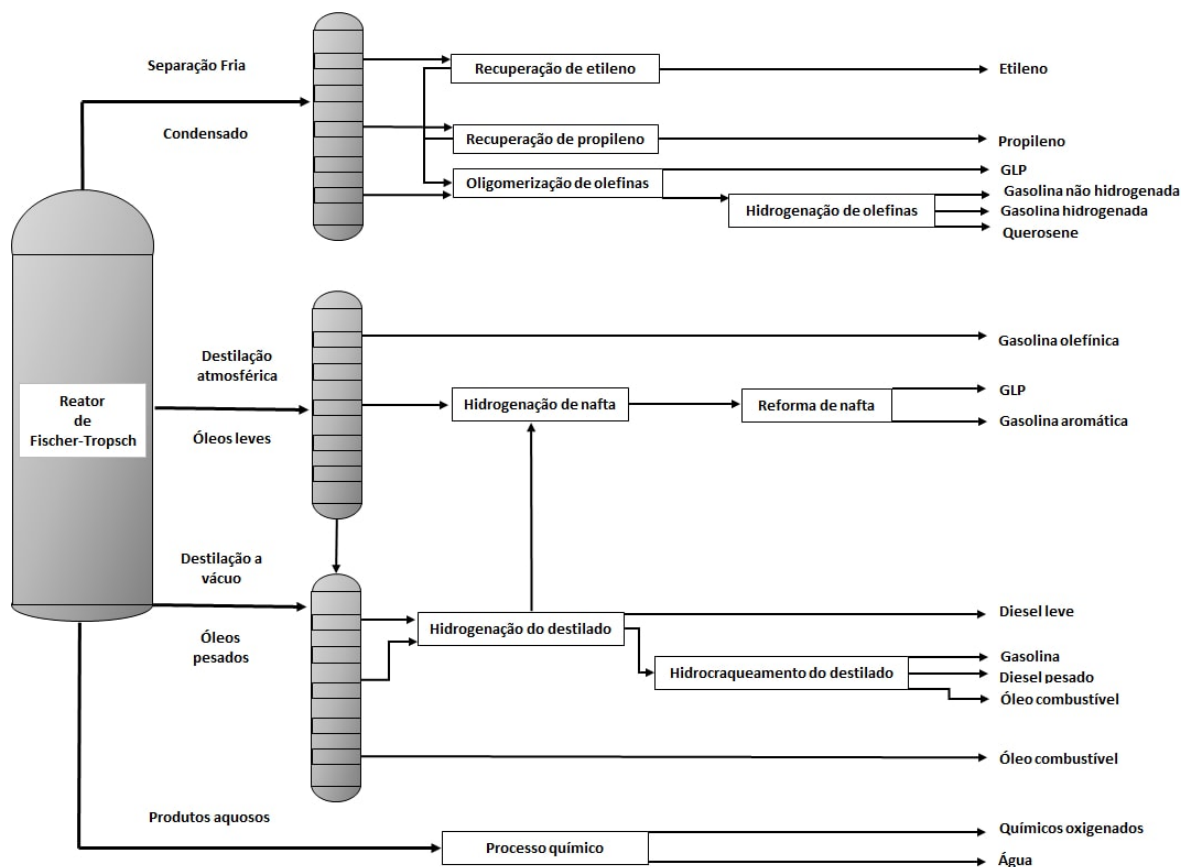 Separação Fria
Condensado
Recuperação de etileno
Etileno
Recuperação de propileno
Propileno
Oligomerização de olefinas
GLP
Hidrogenação de olefinas
Gasolina não hidrogenada
Gasolina hidrogenada
Querosene
Reator
de
Fischer-Tropsch
Destilação
atmosférica
Óleos leves
Gasolina olefínica
Hidrogenação de nafta
Reforma de nafta
GLP
Gasolina aromática
Destilação a
vácuo
Óleos
pesados
Hidrogenação do destilado
Diesel leve
Hidrocraqueamento do destilado
Gasolina
Diesel pesado
Óleo combustível
Óleo combustível
Produtos aquosos
Processo químico
Químicos oxigenados
Água